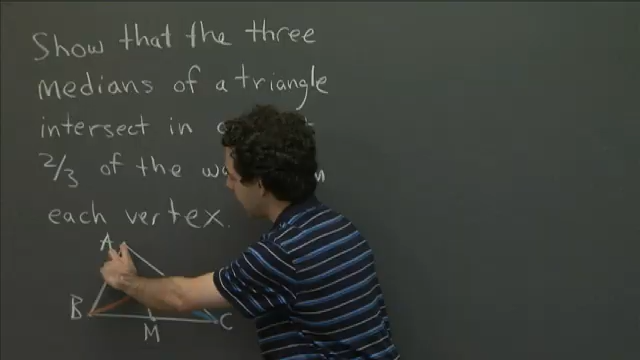 Show that the three
medians of a triangle
intersect in
2/3 of the
each vertex.
A
B
M
C